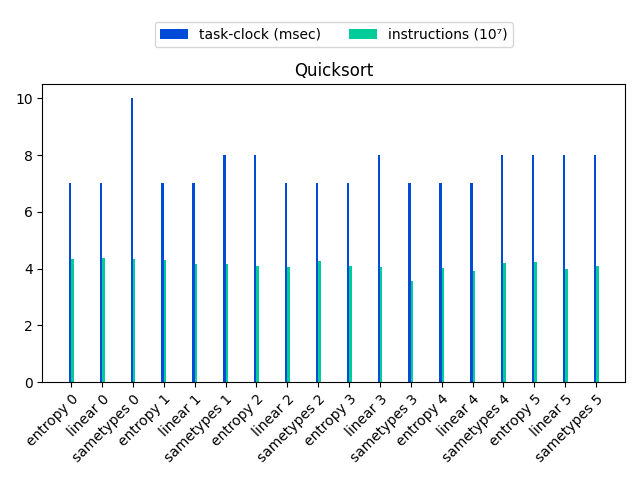 task-clock (msec) instructions (10⁷)
Quicksort
10
8
6
4
2
0
entropy 0
linear 0
sametypes 0
entropy 1
linear 1
sametypes 1
entropy 2
linear 2
sametypes 2
entropy 3
linear 3
sametypes 3
entropy 4
linear 4
sametypes 4
entropy 5
linear 5
sametypes 5